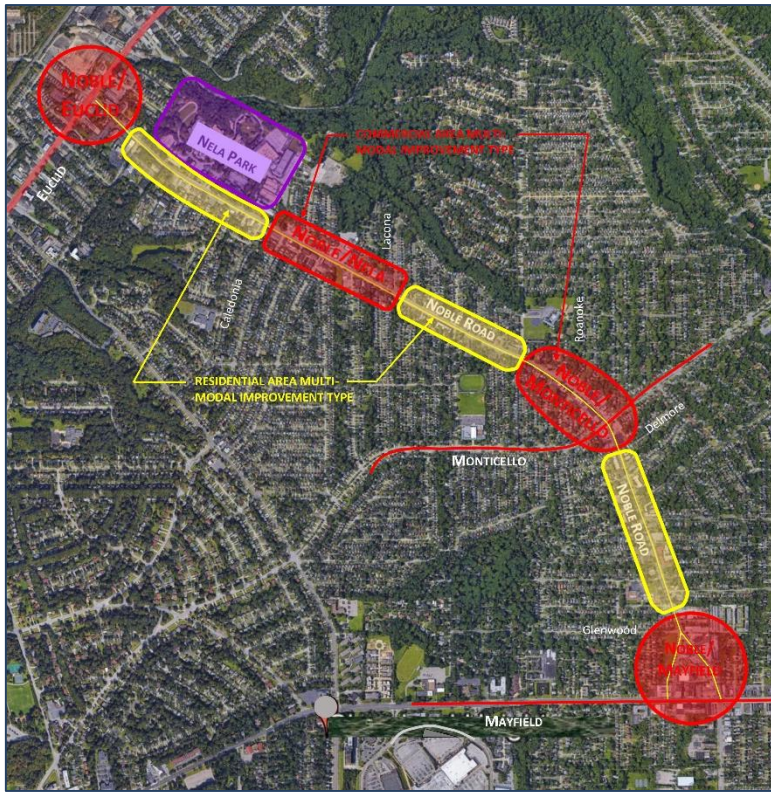 NOBLE /
EUCLID
NELA PARK
COMMERCIAL AREA MULTI-
MODAL IMPROVEMENT TYPE
EUCLID
NOBLE / NELA
Lacona
Caledonia
NOBLE ROAD
Roanoke
RESIDENTIAL AREA MULTI-
MODAL IMPROVEMENT TYPE
NOBLE /
MONTICELLO
Delmore
MONTICELLO
NOBLE ROAD
Glenwood
NOBLE /
MAYFIELD
MAYFIELD